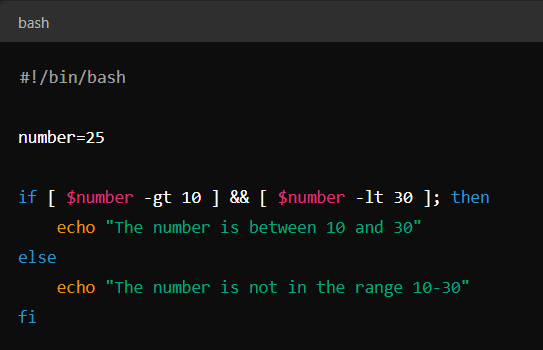 bash
#!/bin/bash
number=25
if [ $number -gt 10 ] && [ $number -lt 30 ]; then
    echo "The number is between 10 and 30"
else
    echo "The number is not in the range 10-30"
fi